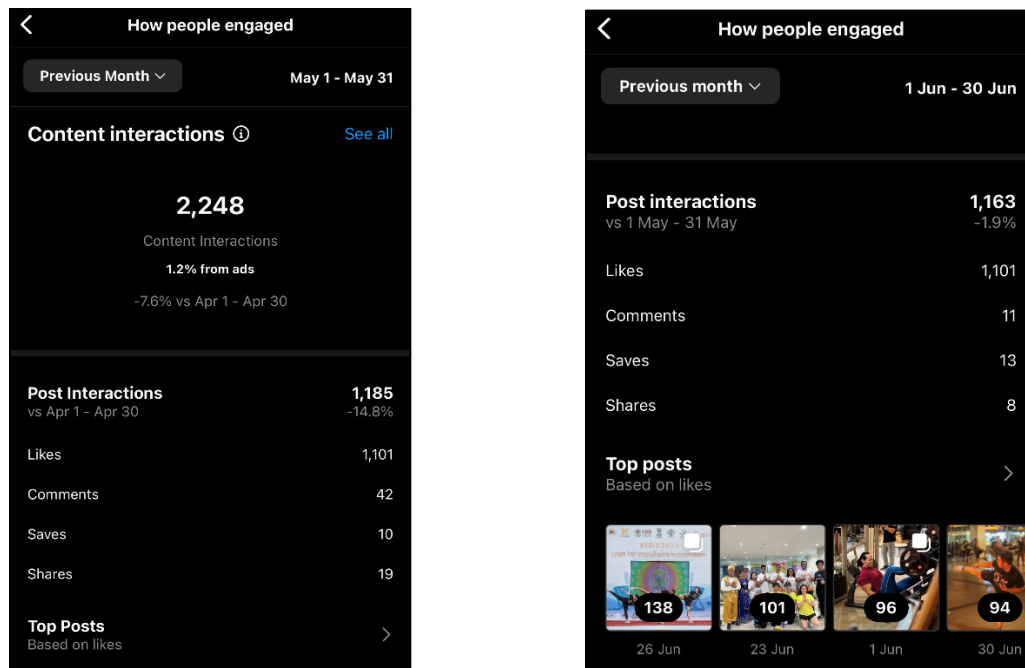 How people engaged
Previous Month
May 1 - May 31
Content interactions
See all
2,248
Content Interactions
1.2% from ads
-7.6% vs Apr 1 - Apr 30
Post Interactions
1,185
vs Apr 1 - Apr 30
-14.8%
Likes
1,101
Comments
42
Saves
10
Shares
19
Top Posts
Based on likes
How people engaged
Previous month
1 Jun - 30 Jun
Post interactions
1,163
vs 1 May - 31 May
-1.9%
Likes
1,101
Comments
11
Saves
13
Shares
8
Top posts
Based on likes
138
101
96
94
26 Jun
23 Jun
1 Jun
30 Jun